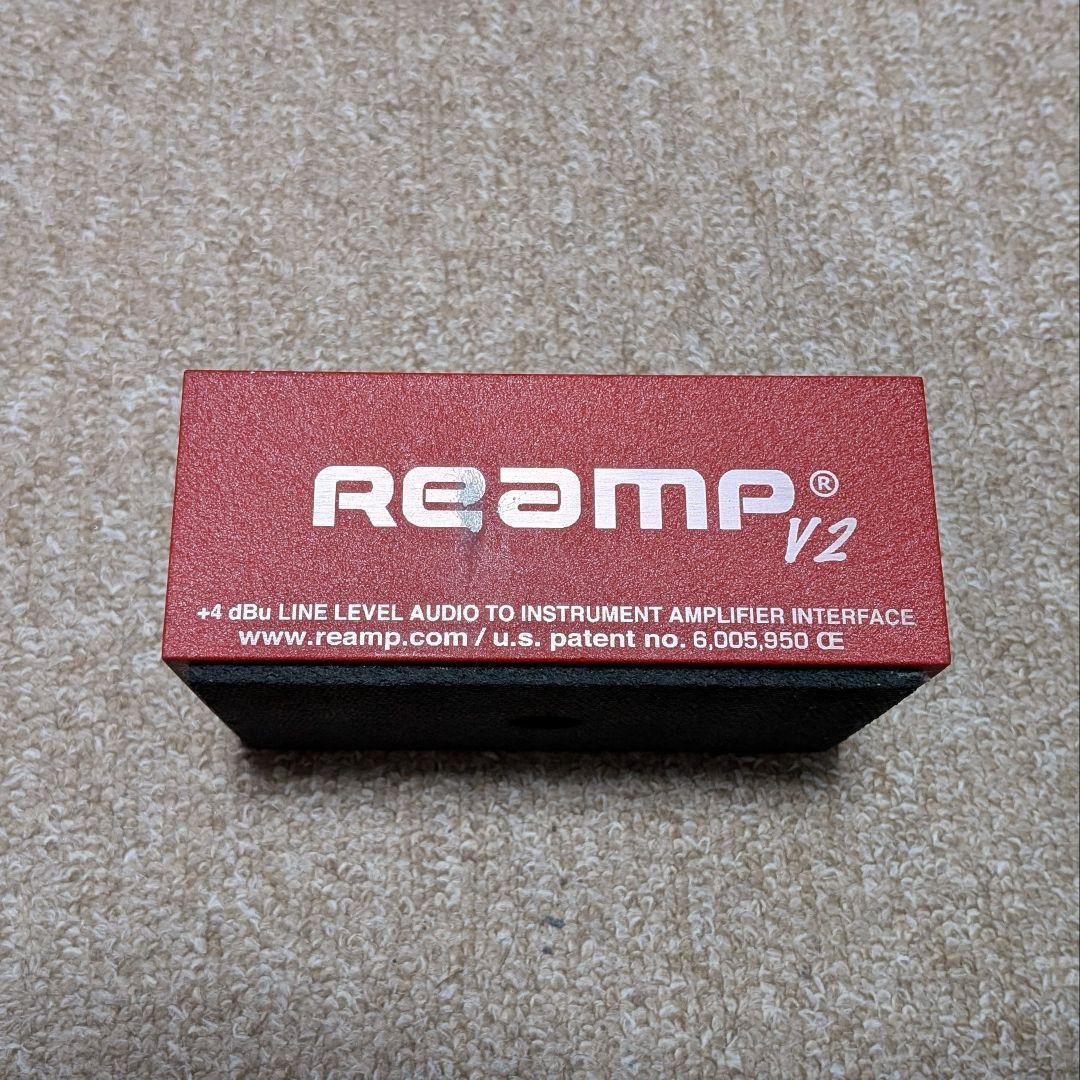 Reamp®
V2
+4 dBu LINE LEVEL AUDIO TO INSTRUMENT AMPLIFIER INTERFACE
www.reamp.com / u.s. patent no. 6,005,950 CE